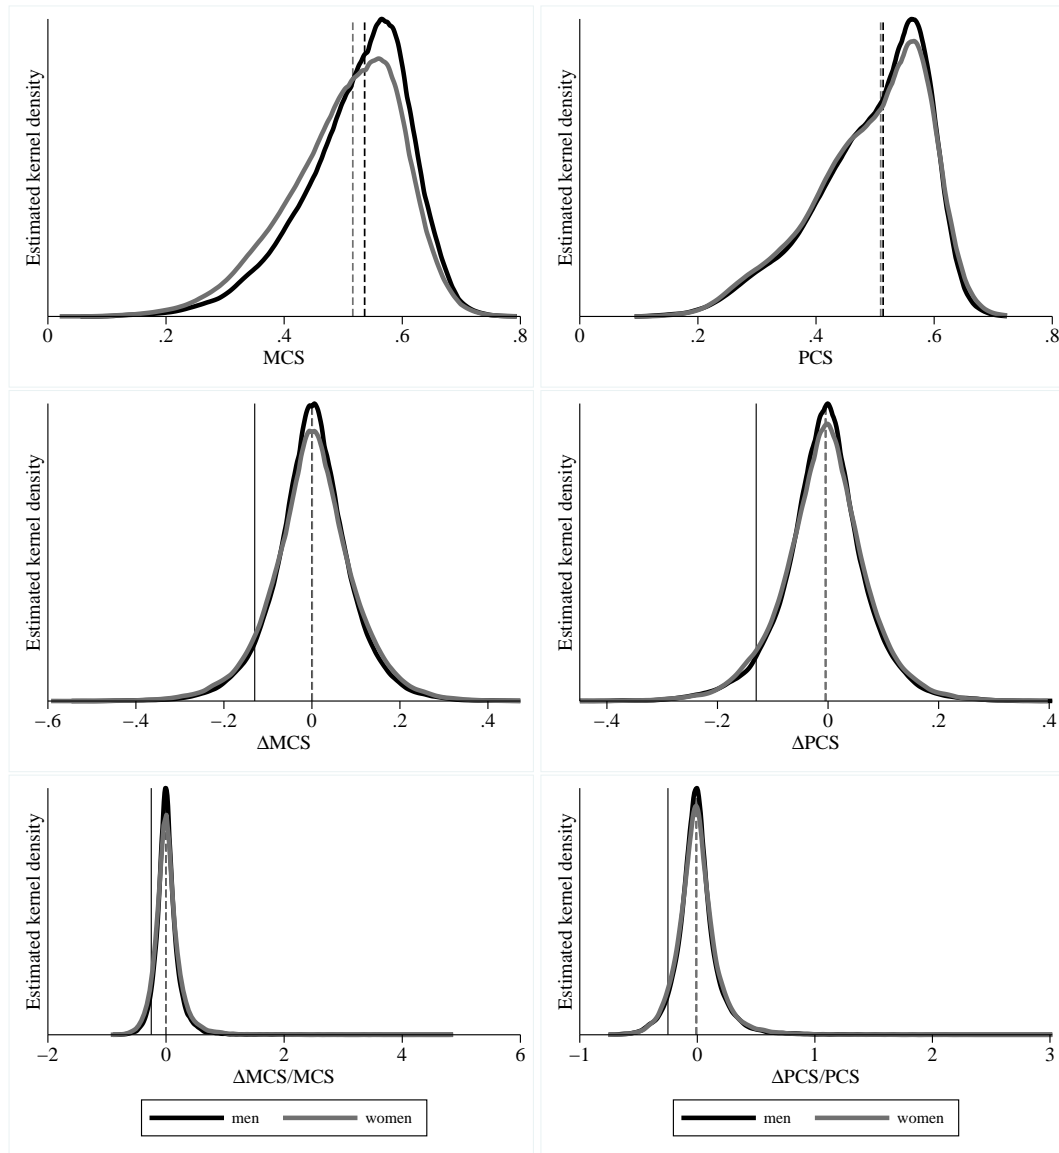 Estimated kernel density
0 .2 .4 .6 .8
MCS
Estimated kernel density
0 .2 .4 .6 .8
PCS
Estimated kernel density
−.6 −.4 −.2 0 .2 .4
ΔMCS
Estimated kernel density
−.4 −.2 0 .2 .4
ΔPCS
Estimated kernel density
−2 0 2 4 6
ΔMCS/MCS
men women
Estimated kernel density
−1 0 1 2 3
ΔPCS/PCS
men women